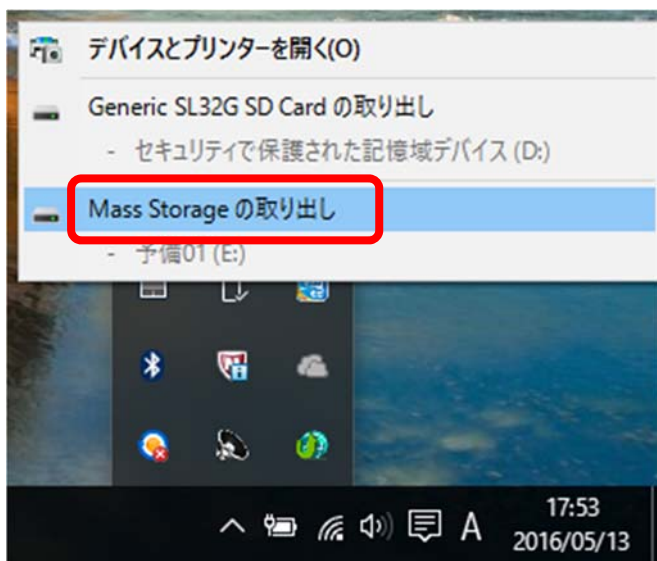 デバイスとプリンターを開く(O)
Generic SL32G SD Card の取り出し
- セキュリティで保護された記憶域デバイス (D:)
Mass Storage の取り出し
- 予備01 (E:)
A
17:53
2016/05/13